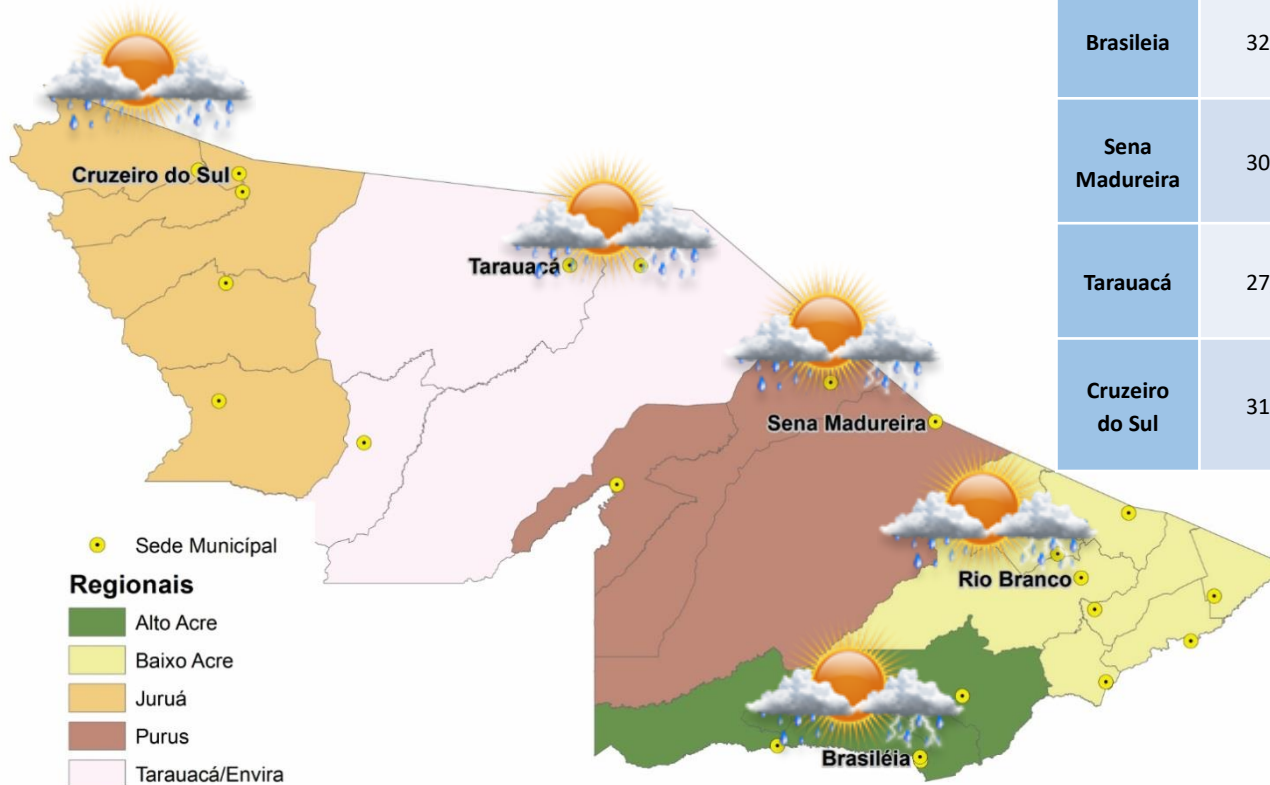 Brasileia 32
Sena
Madureira 30
Tarauacá 27
Cruzeiro
do Sul 31
Cruzeiro do Sul
Tarauacá
Sena Madureira
Rio Branco
Brasiléia
Sede Municípal
Regionais
Alto Acre
Baixo Acre
Juruá
Purus
Tarauacá/Envira